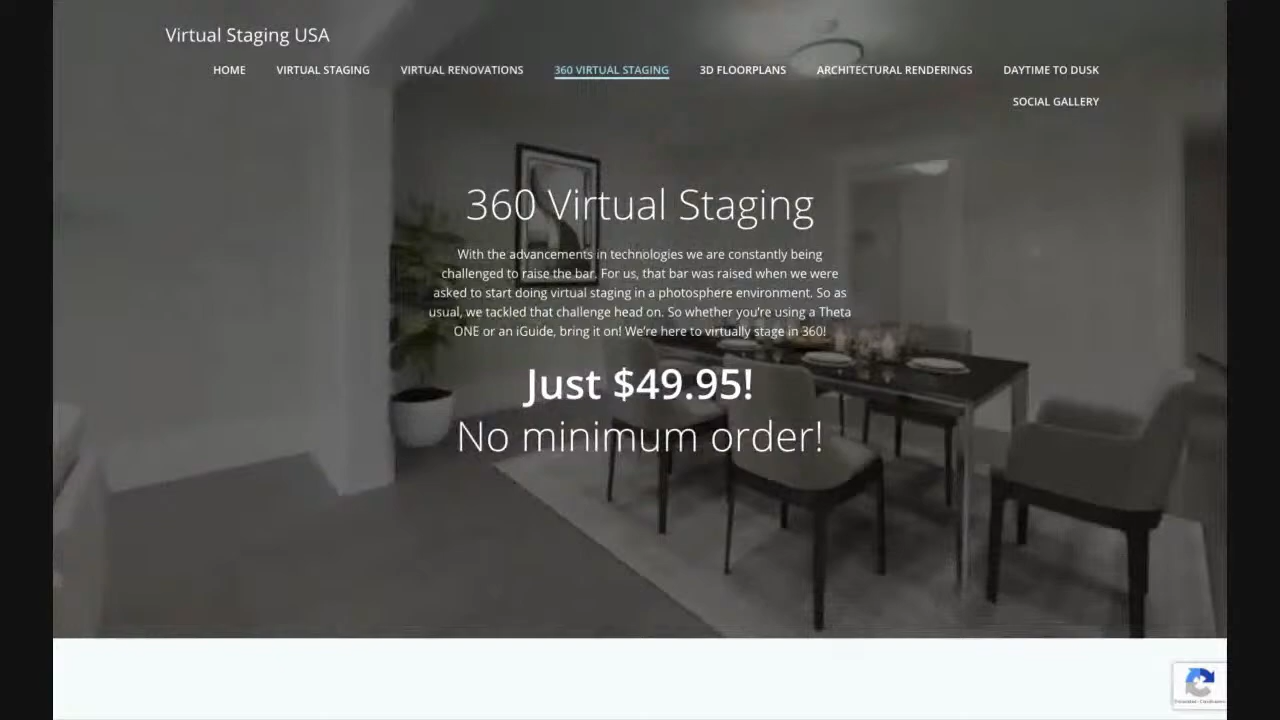 Virtual Staging USA
HOME VIRTUAL STAGING VIRTUAL RENOVATIONS 360 VIRTUAL STAGING 3D FLOORPLANS ARCHITECTURAL RENDERINGS DAYTIME TO DUSK
SOCIAL GALLERY
360 Virtual Staging
With the advancements in technologies we are constantly being
challenged to raise the bar. For us, that bar was raised when we were
asked to start doing virtual staging in a photosphere environment. So as
usual, we tackled that challenge head on. So whether you're using a Theta
ONE or an iGuide, bring it on! We're here to virtually stage in 360!
Just $49.95!
No minimum order!